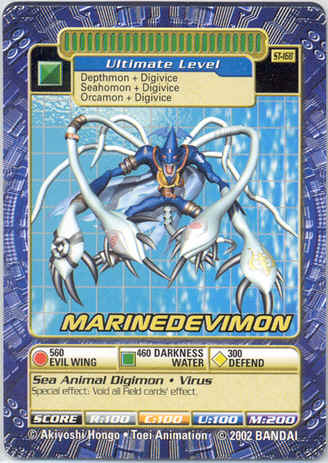 St-168
Ultimate Level
Depthmon + Digivice
Seahomon + Digivice
Orcamon + Digivice
MARINEDEVIMON
560 EVIL WING
460 DARKNESS WATER
300 DEFEND
Sea Animal Digimon • Virus
Special effect: Void all Field cards' effect.
SCORE R:100 C:100 U:100 M:200
© Akiyoshi Hongo • Toei Animation © 2002 BANDAI